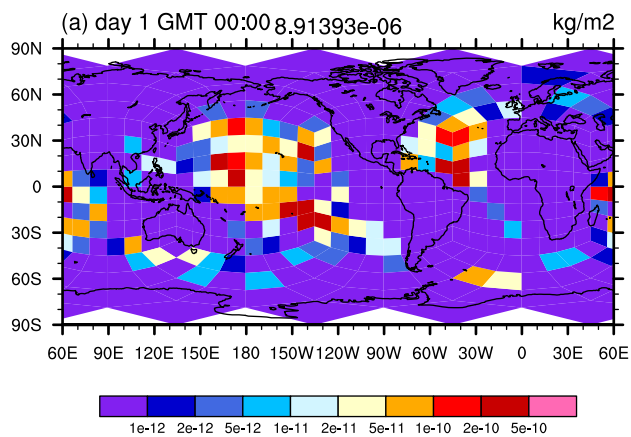 (a) day 1 GMT 00:00 8.91393e-06 kg/m2
90N
60N
30N
0
30S
60S
90S
60E 90E 120E 150E 180 150W 120W 90W 60W 30W 0 30E 60E
1e-12 2e-12 5e-12 1e-11 2e-11 5e-11 1e-10 2e-10 5e-10